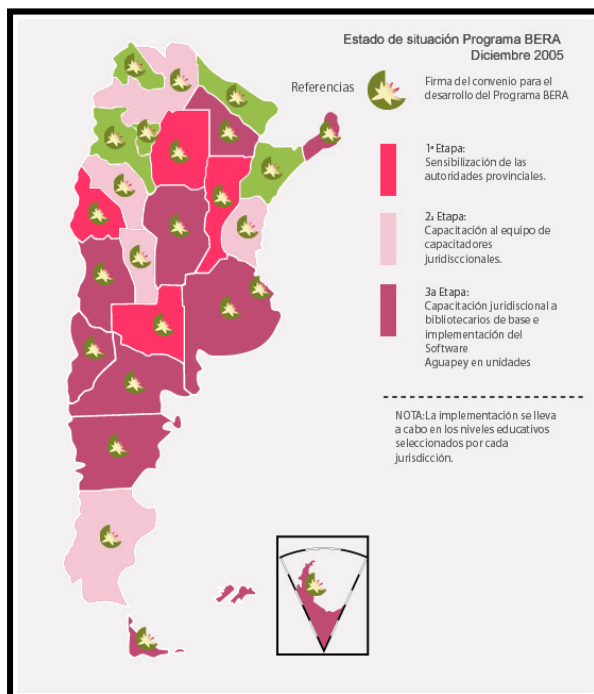 Estado de situación Programa BERA
Diciembre 2005
Referencias
Firma del convenio para el
desarrollo del Programa BERA
1ª Etapa:
Sensibilización de las
autoridades provinciales.
2ª Etapa:
Capacitación al equipo de
capacitadores
jurisdiccionales.
3a Etapa:
Capacitación juridiscional a
bibliotecarios de base e
implementación del
Software
Aguapey en unidades
NOTA:La implementación se lleva
a cabo en los niveles educativos
seleccionados por cada
jurisdicción.